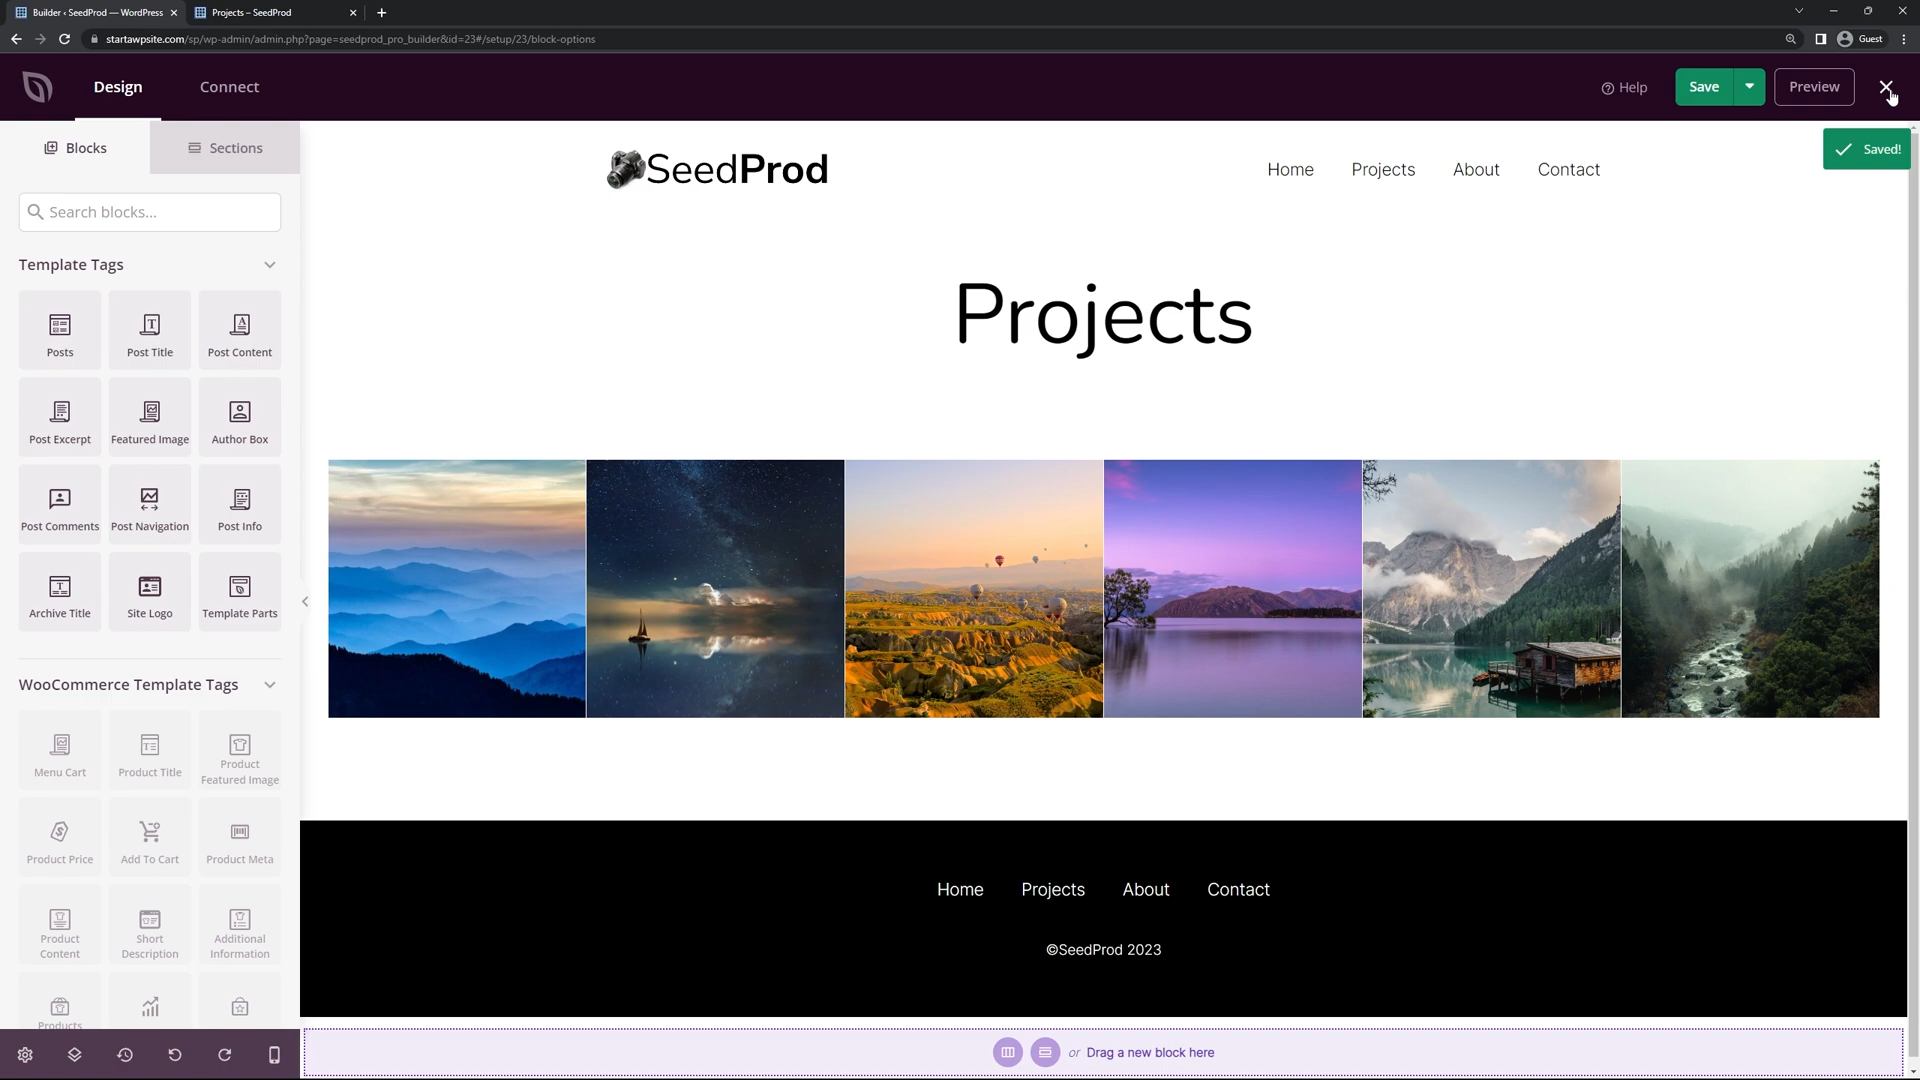 Builder ‹ SeedProd — WordPress
Projects – SeedProd
startawpsite.com/sp/wp-admin/admin.php?page=seedprod_pro_builder&id=23#/setup/23/block-options
Guest
Design
Connect
Help
Save
Preview
Blocks
Sections
Saved!
SeedProd
Home
Projects
About
Contact
Search blocks...
Template Tags
Posts
Post Title
Post Content
Post Excerpt
Featured Image
Author Box
Post Comments
Post Navigation
Post Info
Archive Title
Site Logo
Template Parts
WooCommerce Template Tags
Menu Cart
Product Title
Product
Featured Image
Product Price
Add To Cart
Product Meta
Product
Content
Short
Description
Additional
Information
Products
Projects
Home
Projects
About
Contact
©SeedProd 2023
or Drag a new block here